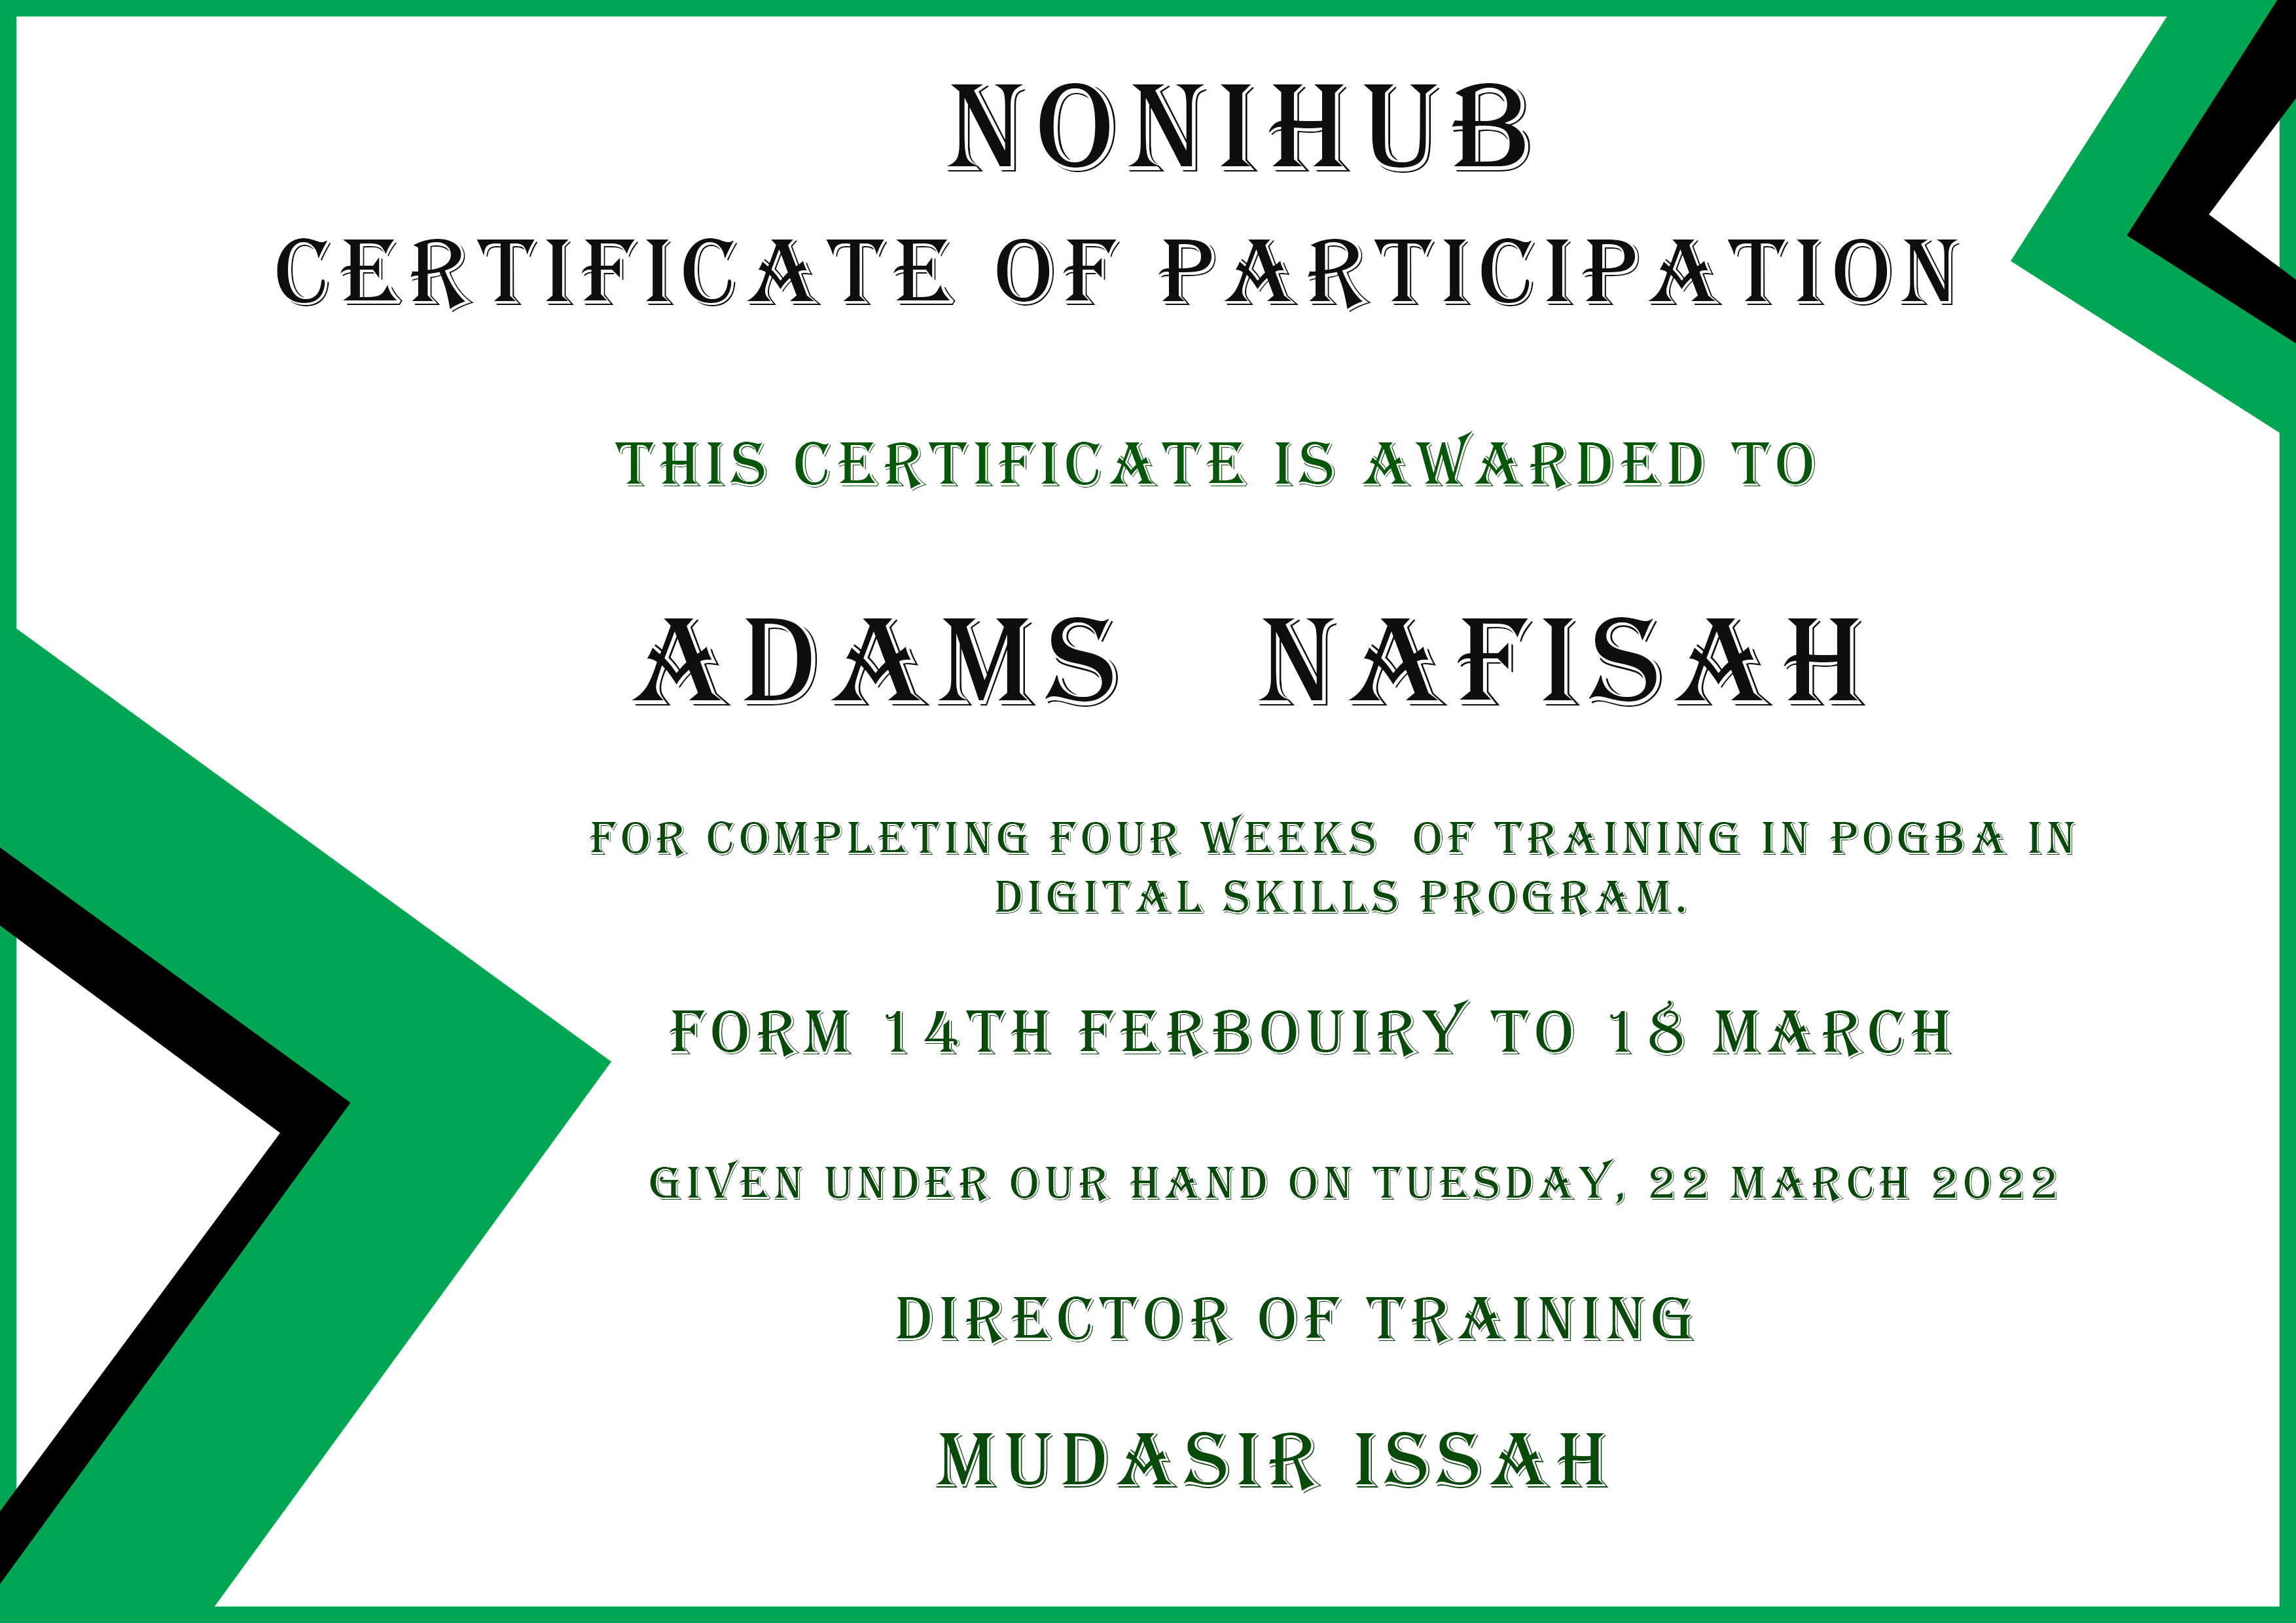 NONIHUB
CERTIFICATE OF PARTICIPATION
THIS CERTIFICATE IS AWARDED TO
ADAMS NAFISAH
FOR COMPLETING FOUR WEEKS OF TRAINING IN POGBA IN
DIGITAL SKILLS PROGRAM.
FORM 14TH FERBOUIRY TO 18 MARCH
GIVEN UNDER OUR HAND ON TUESDAY, 22 MARCH 2022
DIRECTOR OF TRAINING
MUDASIR ISSAH